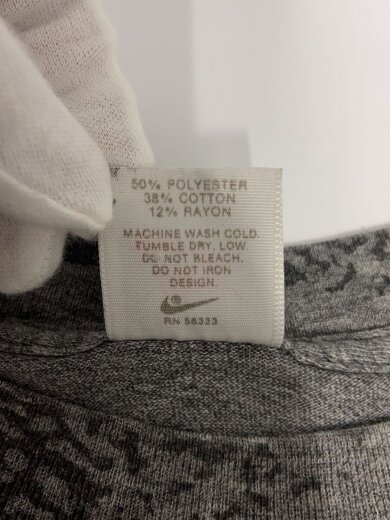 50% POLYESTER
38% COTTON
12% RAYON
MACHINE WASH COLD.
TUMBLE DRY, LOW.
DO NOT BLEACH.
DO NOT IRON
DESIGN.
RN 56323